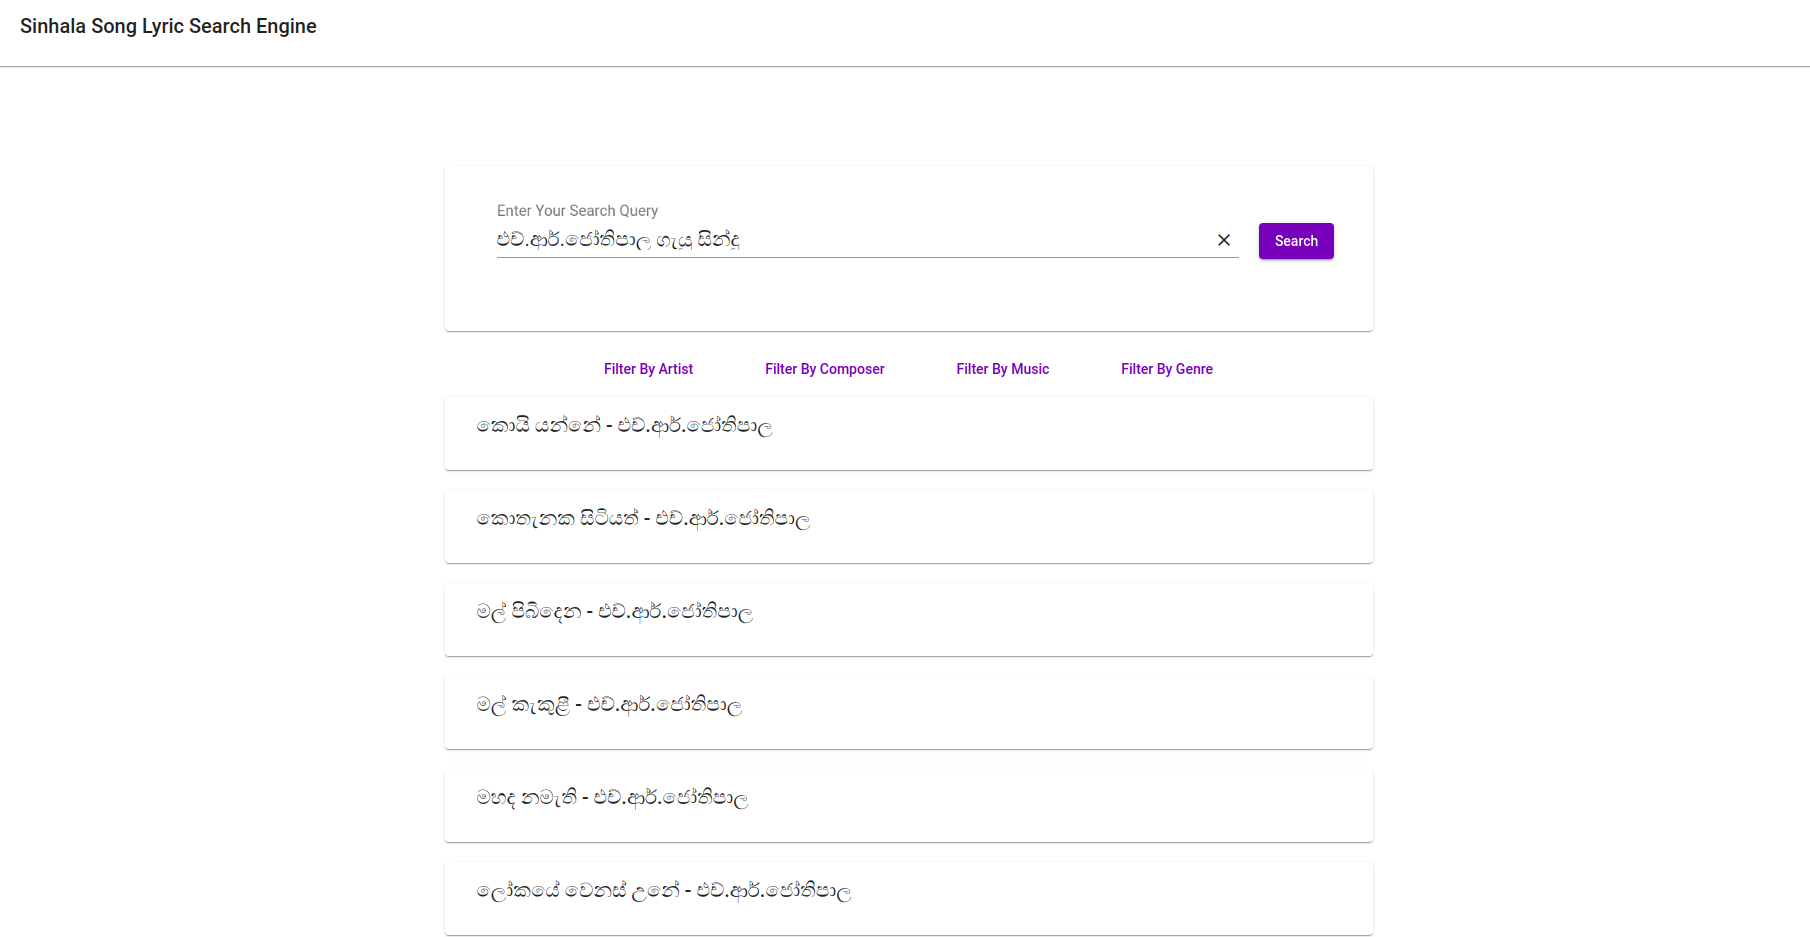 Sinhala Song Lyric Search Engine
Enter Your Search Query
එච්.ආර්.ජෝතිපාල ගැයූ සින්දු
Search
Filter By Artist Filter By Composer Filter By Music Filter By Genre
කොයි යන්නේ - එච්.ආර්.ජෝතිපාල
කොතැනක සිටියත් - එච්.ආර්.ජෝතිපාල
මල් පිබිදෙන - එච්.ආර්.ජෝතිපාල
මල් කැකුළී - එච්.ආර්.ජෝතිපාල
මහද නමැති - එච්.ආර්.ජෝතිපාල
ලෝකයේ වෙනස් උනේ - එච්.ආර්.ජෝතිපාල